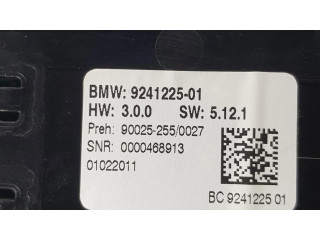 BMW: 9241225-01
HW: 3.0.0 SW: 5.12.1
Preh: 90025-255/0027
SNR: 0000468913
01022011
BC 9241225 01